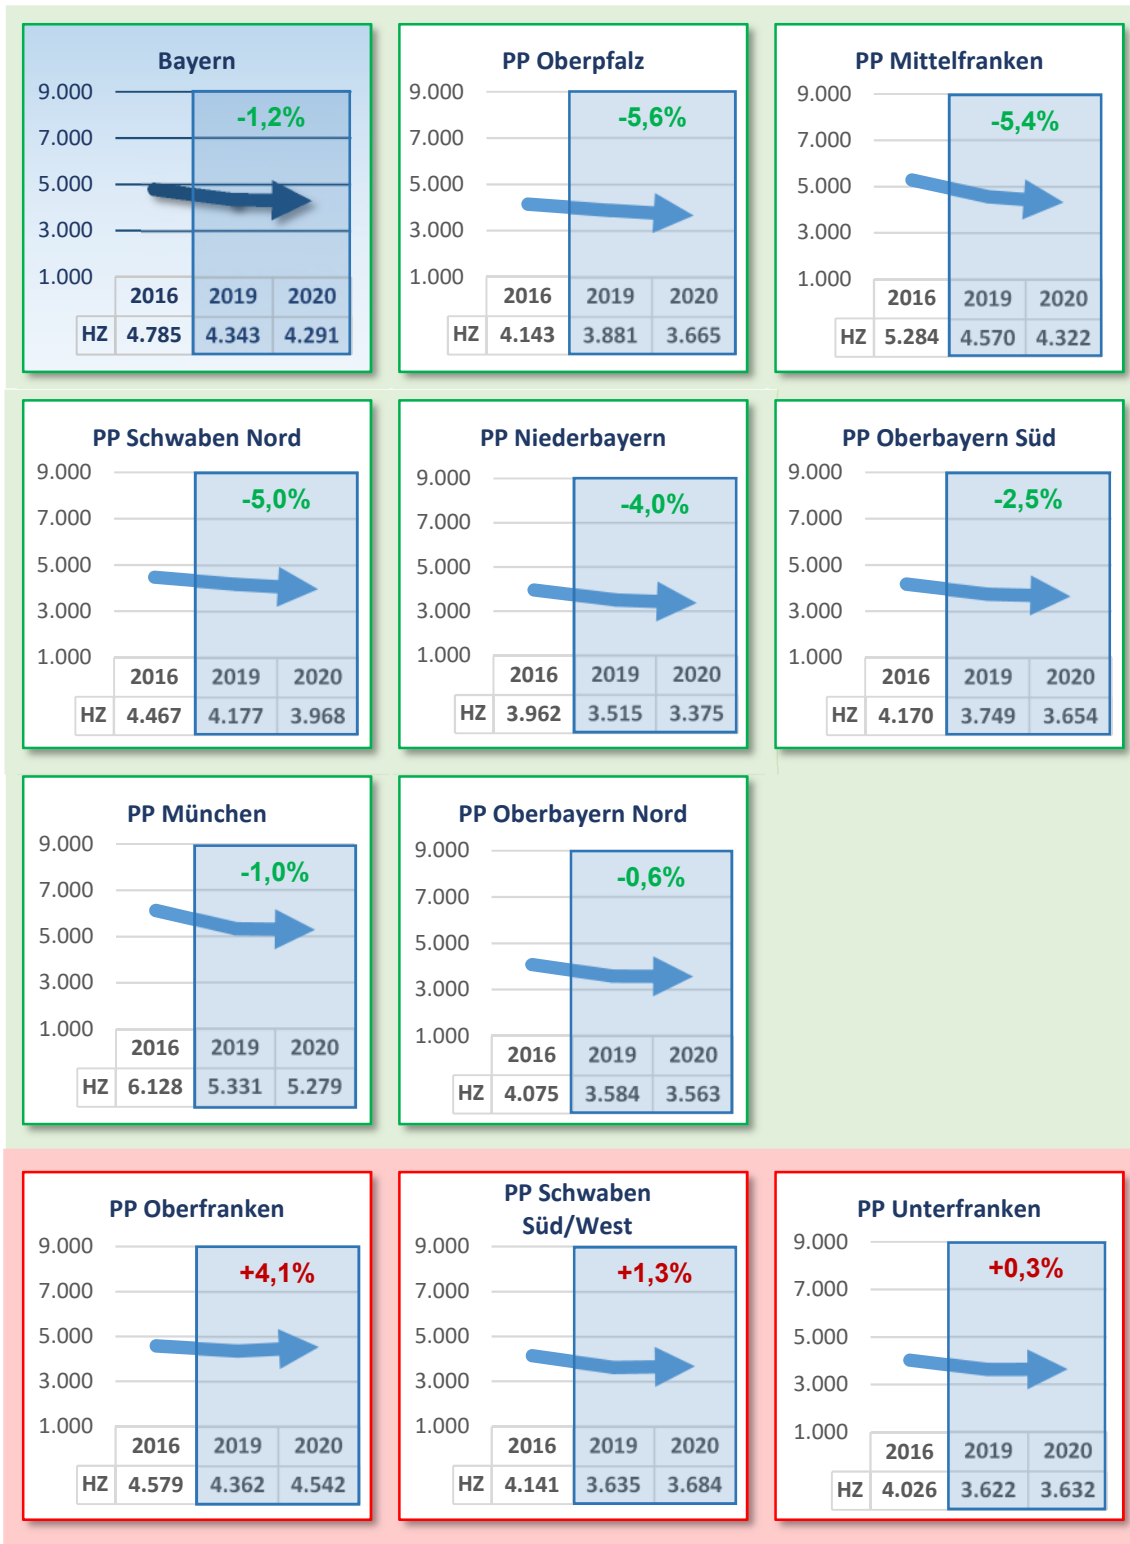 Bayern
9.000
-1,2%
7.000
5.000
3.000
1.000
2016 2019 2020
HZ 4.785 4.343 4.291
PP Oberpfalz
9.000
-5,6%
7.000
5.000
3.000
1.000
2016 2019 2020
HZ 4.143 3.881 3.665
PP Mittelfranken
9.000
-5,4%
7.000
5.000
3.000
1.000
2016 2019 2020
HZ 5.284 4.570 4.322
PP Schwaben Nord
9.000
-5,0%
7.000
5.000
3.000
1.000
2016 2019 2020
HZ 4.467 4.177 3.968
PP Niederbayern
9.000
-4,0%
7.000
5.000
3.000
1.000
2016 2019 2020
HZ 3.962 3.515 3.375
PP Oberbayern Süd
9.000
-2,5%
7.000
5.000
3.000
1.000
2016 2019 2020
HZ 4.170 3.749 3.654
PP München
9.000
-1,0%
7.000
5.000
3.000
1.000
2016 2019 2020
HZ 6.128 5.331 5.279
PP Oberbayern Nord
9.000
-0,6%
7.000
5.000
3.000
1.000
2016 2019 2020
HZ 4.075 3.584 3.563
PP Oberfranken
9.000
+4,1%
7.000
5.000
3.000
1.000
2016 2019 2020
HZ 4.579 4.362 4.542
PP Schwaben
Süd/West
9.000
+1,3%
7.000
5.000
3.000
1.000
2016 2019 2020
HZ 4.141 3.635 3.684
PP Unterfranken
9.000
+0,3%
7.000
5.000
3.000
1.000
2016 2019 2020
HZ 4.026 3.622 3.632